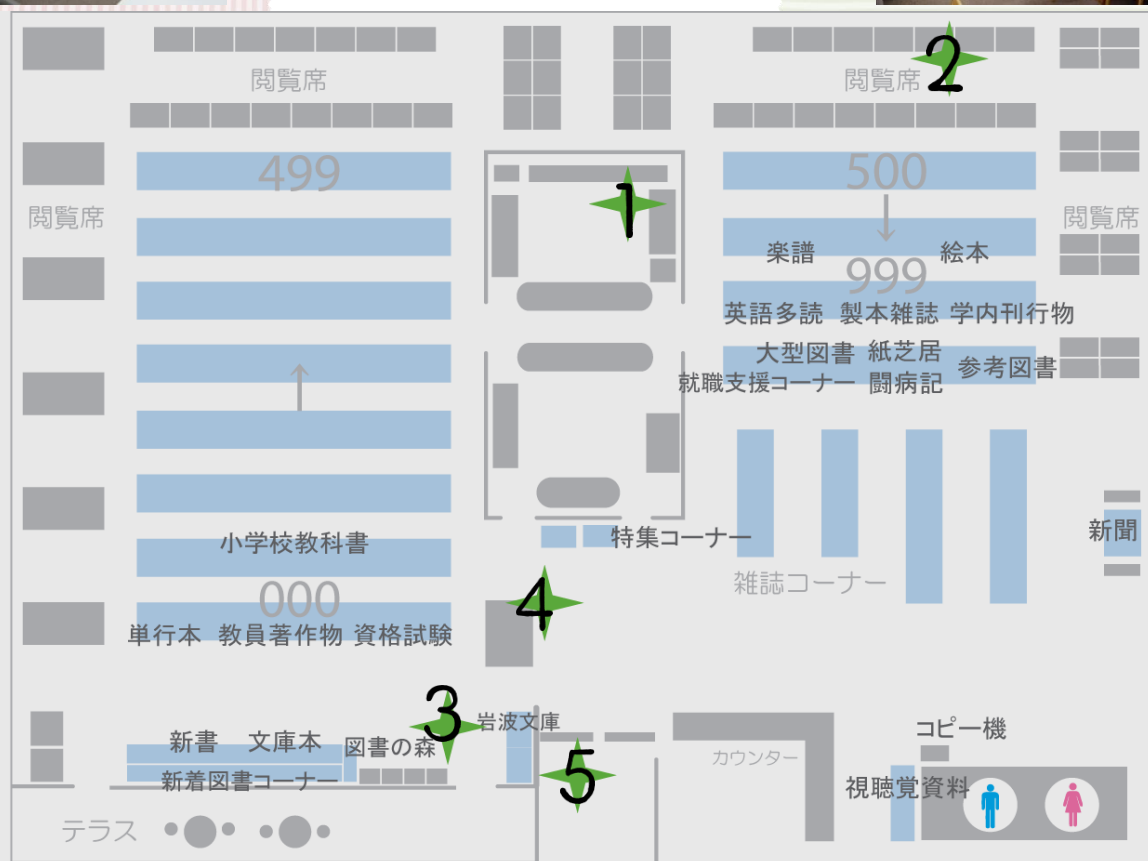 閲覧席
閲覧席
2
499
500
1
閲覧席
閲覧席
楽譜
絵本
999
英語多読 製本雑誌 学内刊行物
大型図書 紙芝居
参考図書
就職支援コーナー 闘病記
特集コーナー
新聞
小学校教科書
雑誌コーナー
000
4
単行本 教員著作物 資格試験
3
岩波文庫
新書 文庫本 図書の森
コピー機
カウンター
新着図書コーナー
5
視聴覚資料
テラス